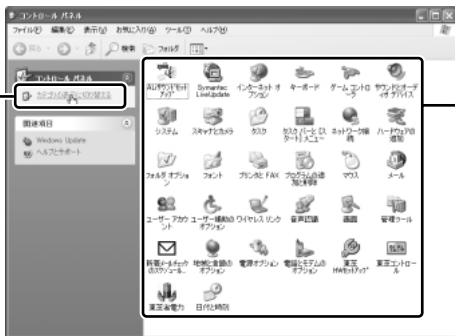 コントロール パネル
ファイル(F) 編集(E) 表示(V) お気に入り(A) ツール(T) ヘルプ(H)
戻る 検索 フォルダ
コントロール パネル
カテゴリの表示に切り替える
関連項目
Windows Update
ヘルプとサポート
Symantec LiveUpdate
インターネット オプション
キーボード
ゲーム コントローラ
サウンドとオーディオ デバイス
システム
スキャナとカメラ
タスク
タスク バーと [スタート] メニュー
ネットワーク接続
ハードウェアの追加
フォルダ オプション
フォント
プリンタと FAX
プログラムの追加と削除
マウス
メール
ユーザー アカウント
ユーザー補助のオプション
ワイヤレス リンク
音声認識
画面
管理ツール
新着メールチェックのスケジュール...
地域と言語のオプション
電源オプション
電話とモデムのオプション
東芝 HWセットアップ
東芝コントロール
東芝省電力
日付と時刻